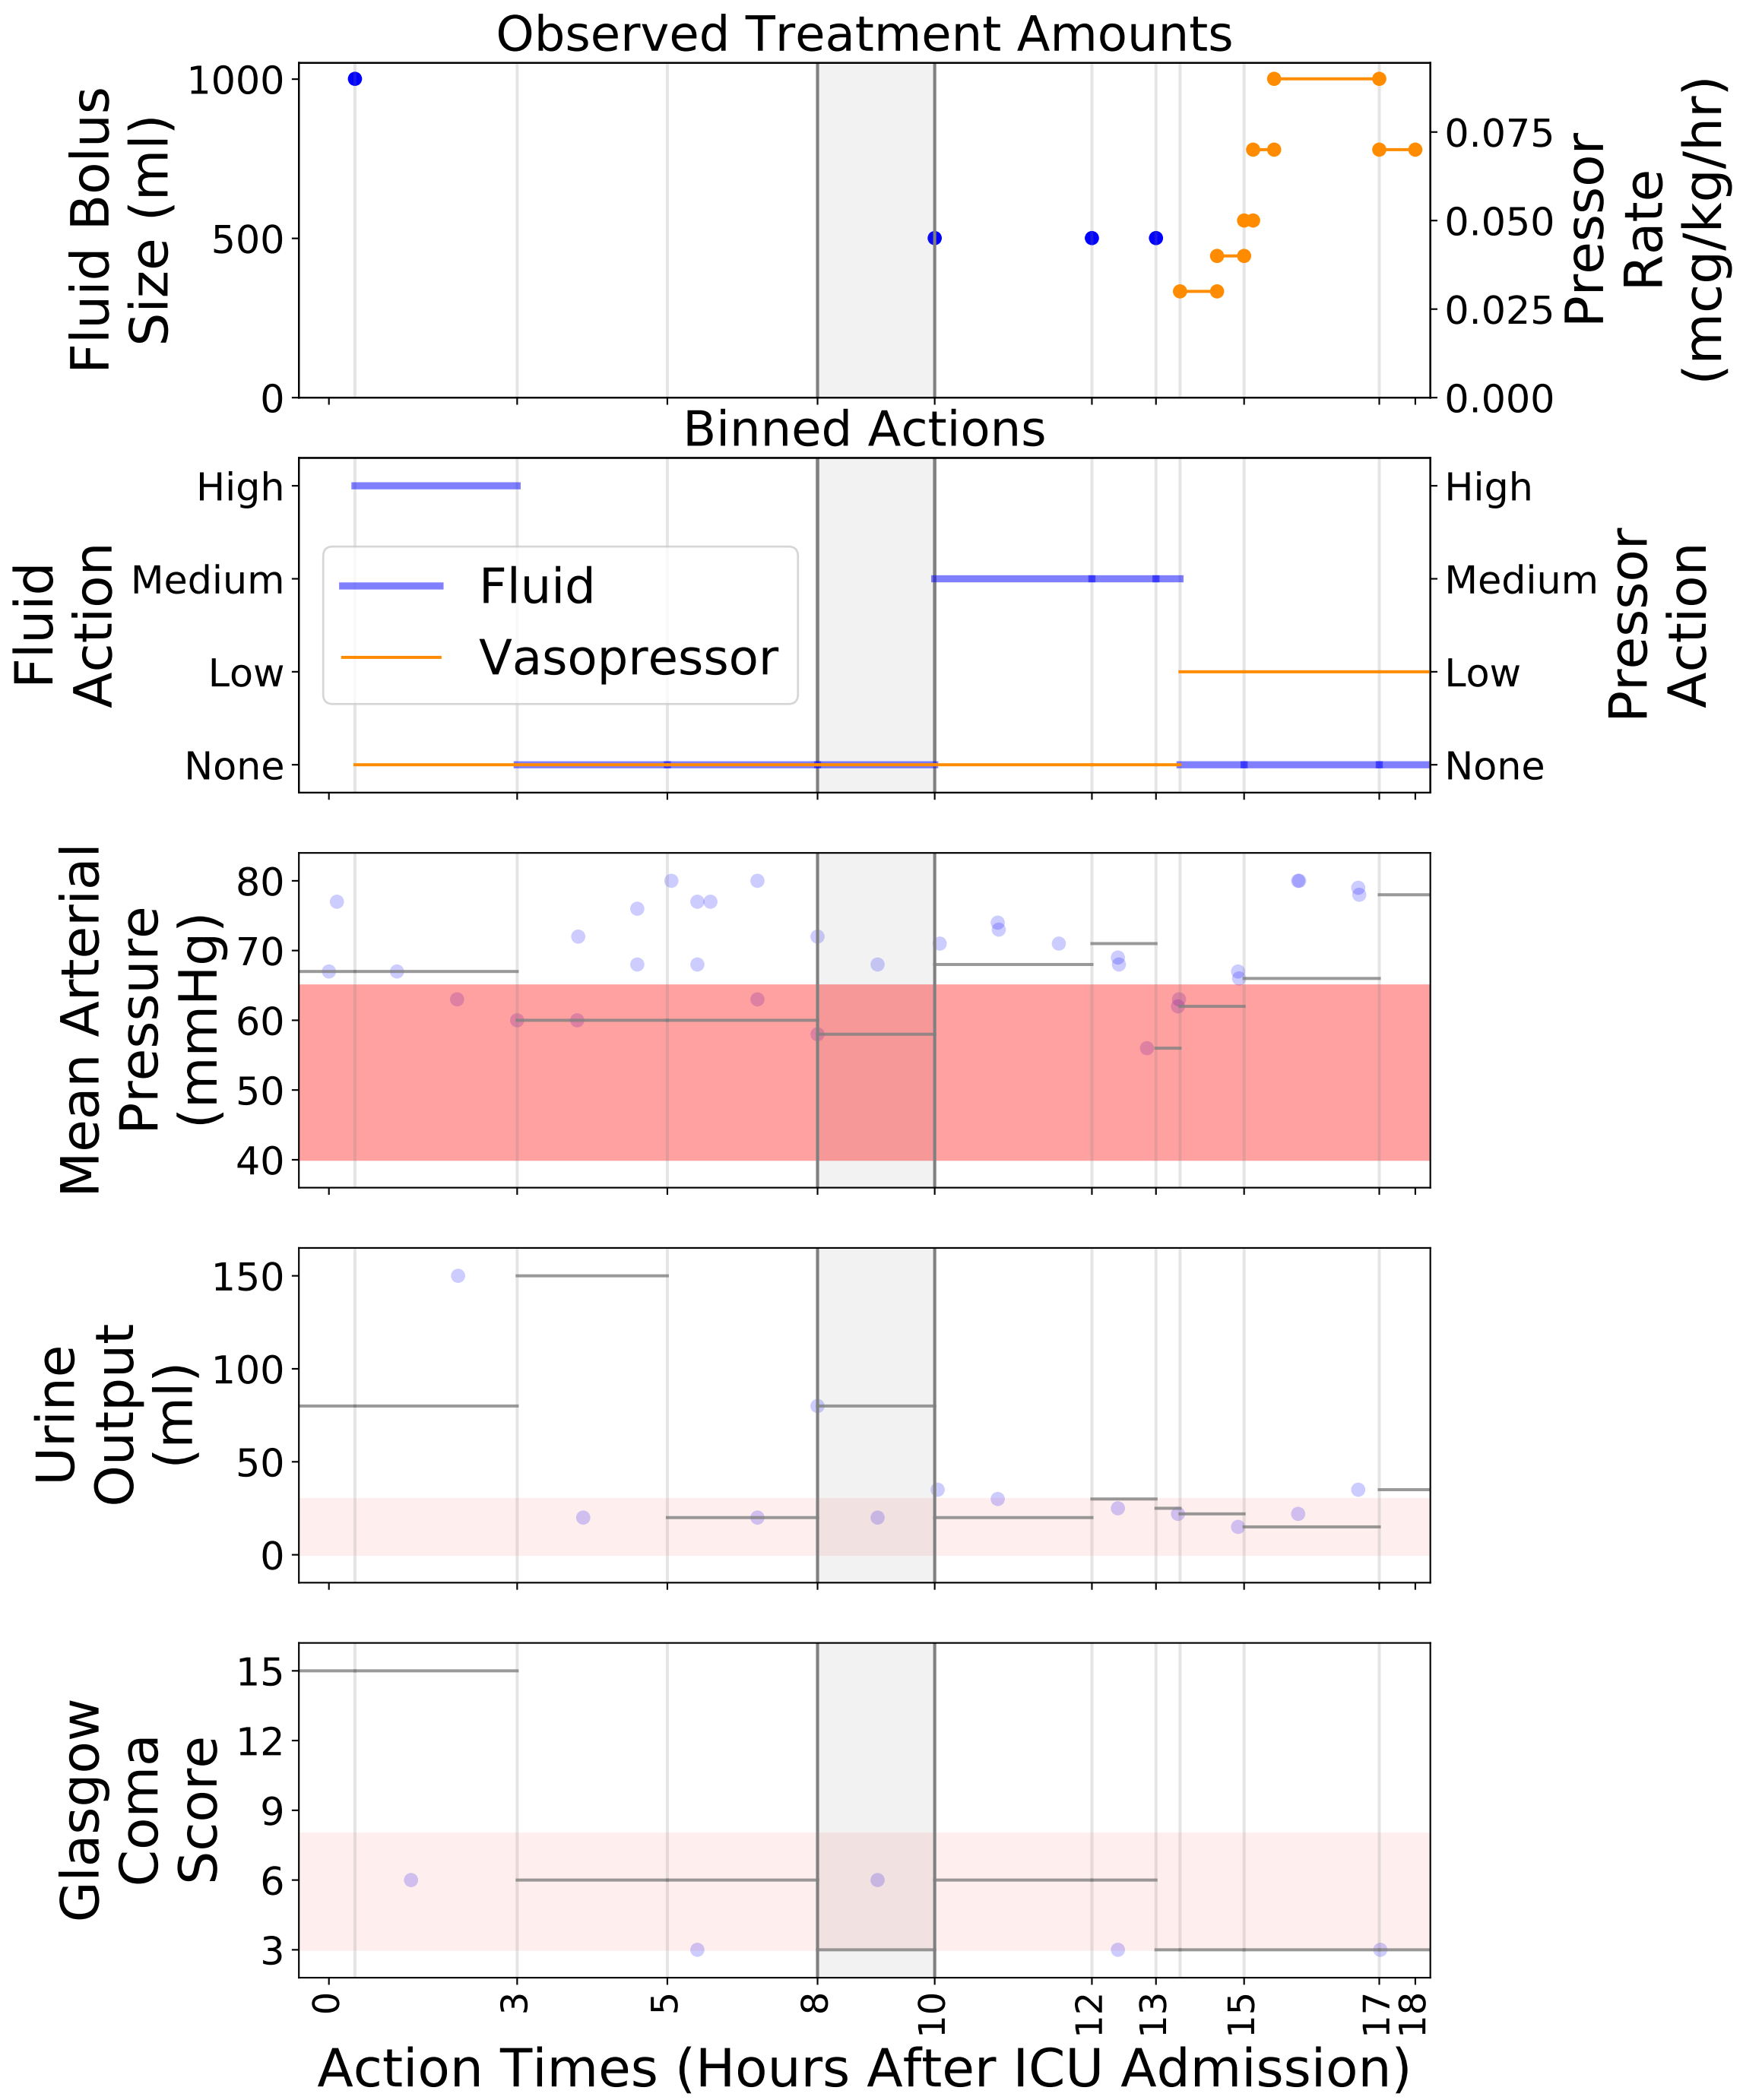 Observed Treatment Amounts
Fluid Bolus
Size (ml)
1000
500
0
0.075
0.050
0.025
0.000
Pressor
Rate
(mcg/kg/hr)
Binned Actions
Fluid
Action
High
Medium
Low
None
Fluid
Vasopressor
High
Medium
Low
None
Pressor
Action
Mean Arterial
Pressure
(mmHg)
80
70
60
50
40
Urine
Output
(ml)
150
100
50
0
Glasgow
Coma
Score
15
12
9
6
3
0 3 5 8 10 12 13 15 17 18
Action Times (Hours After ICU Admission)